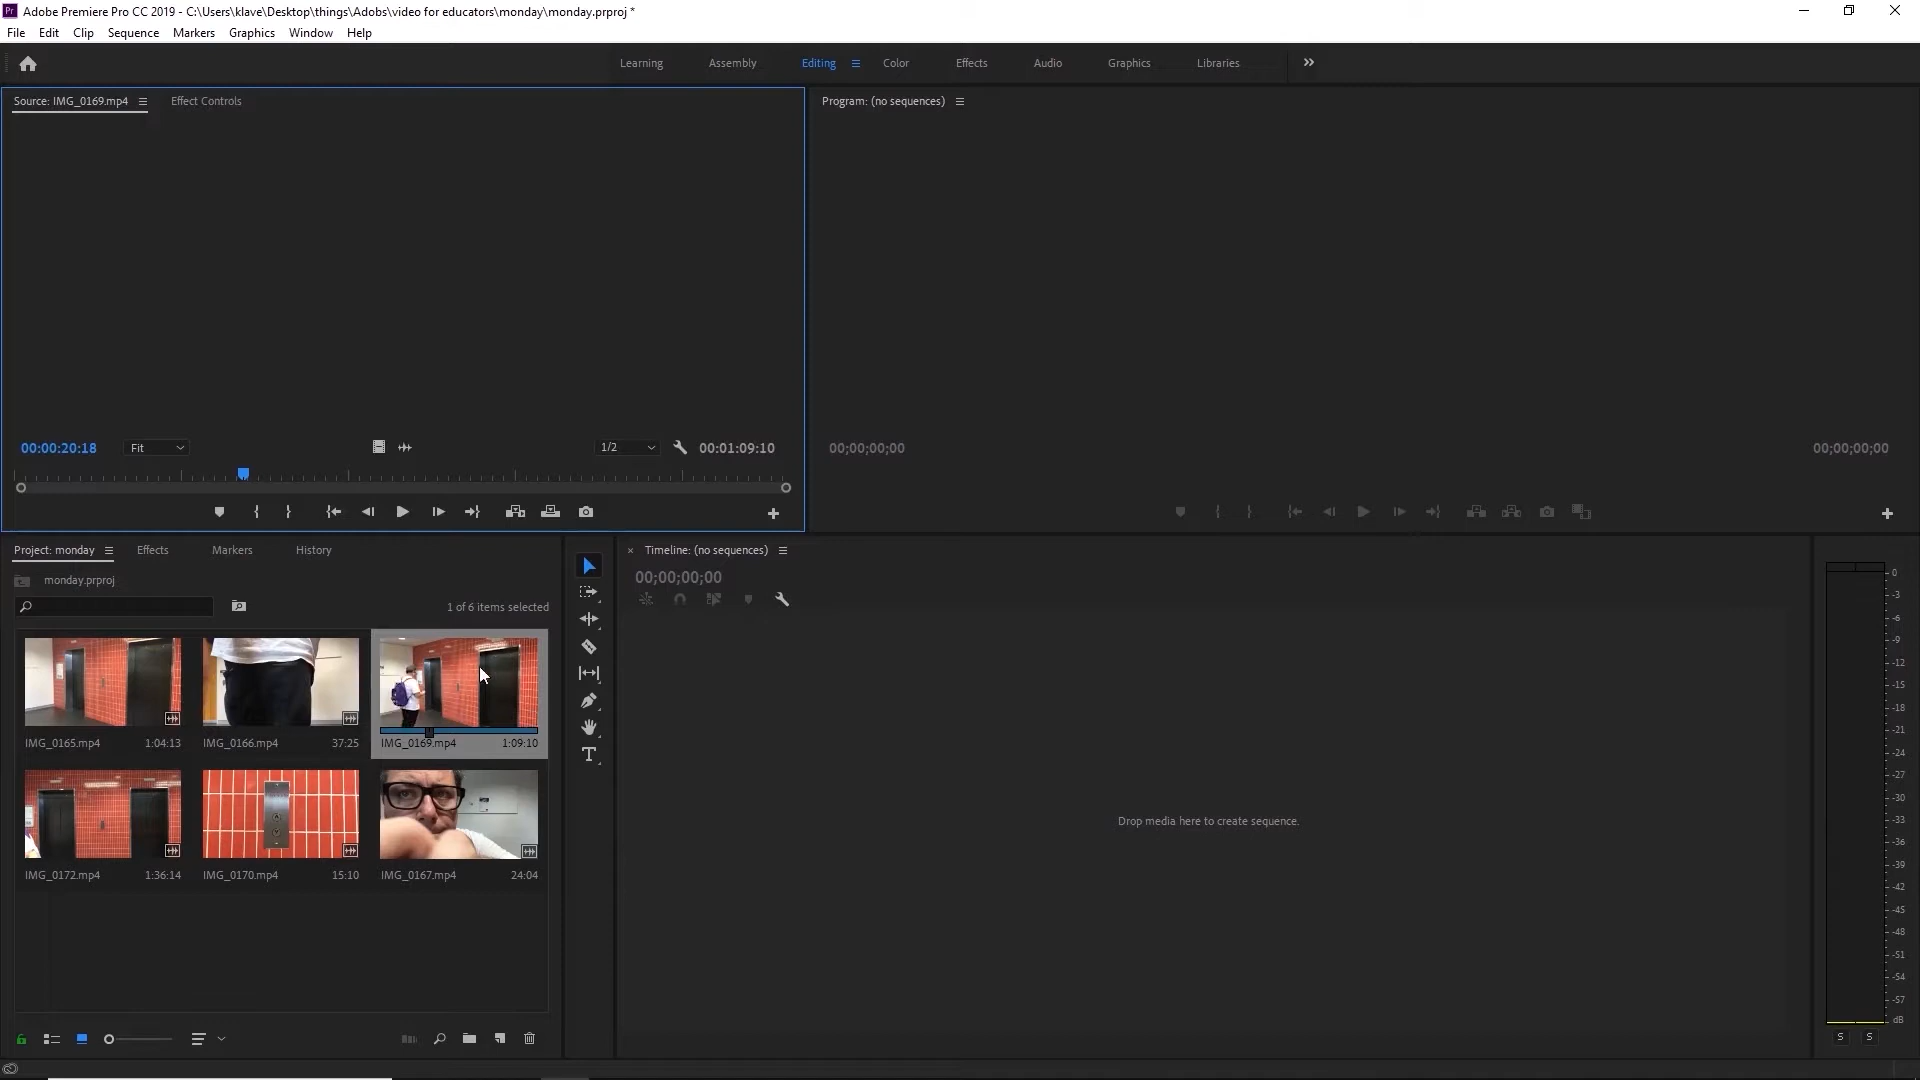 Adobe Premiere Pro CC 2019 - C:\Users\klave\Desktop\things\Adobs\video for educators\monday\monday.prproj *
File Edit Clip Sequence Markers Graphics Window Help
Learning Assembly Editing Color Effects Audio Graphics Libraries
Source: IMG_0169.mp4 Effect Controls
Program: (no sequences)
00:00:20:18 Fit 1/2 00:01:09:10
00;00;00;00 00;00;00;00
Project: monday Effects Markers History
Timeline: (no sequences)
monday.prproj
00;00;00;00
1 of 6 items selected
IMG_0165.mp4 1:04:13
IMG_0166.mp4 37:25
IMG_0169.mp4 1:09:10
IMG_0172.mp4 1:36:14
IMG_0170.mp4 15:10
IMG_0167.mp4 24:04
Drop media here to create sequence.
0
-3
-6
-9
-12
-15
-18
-21
-24
-27
-30
-33
-36
-39
-42
-45
-48
-51
-54
-57
dB
S S